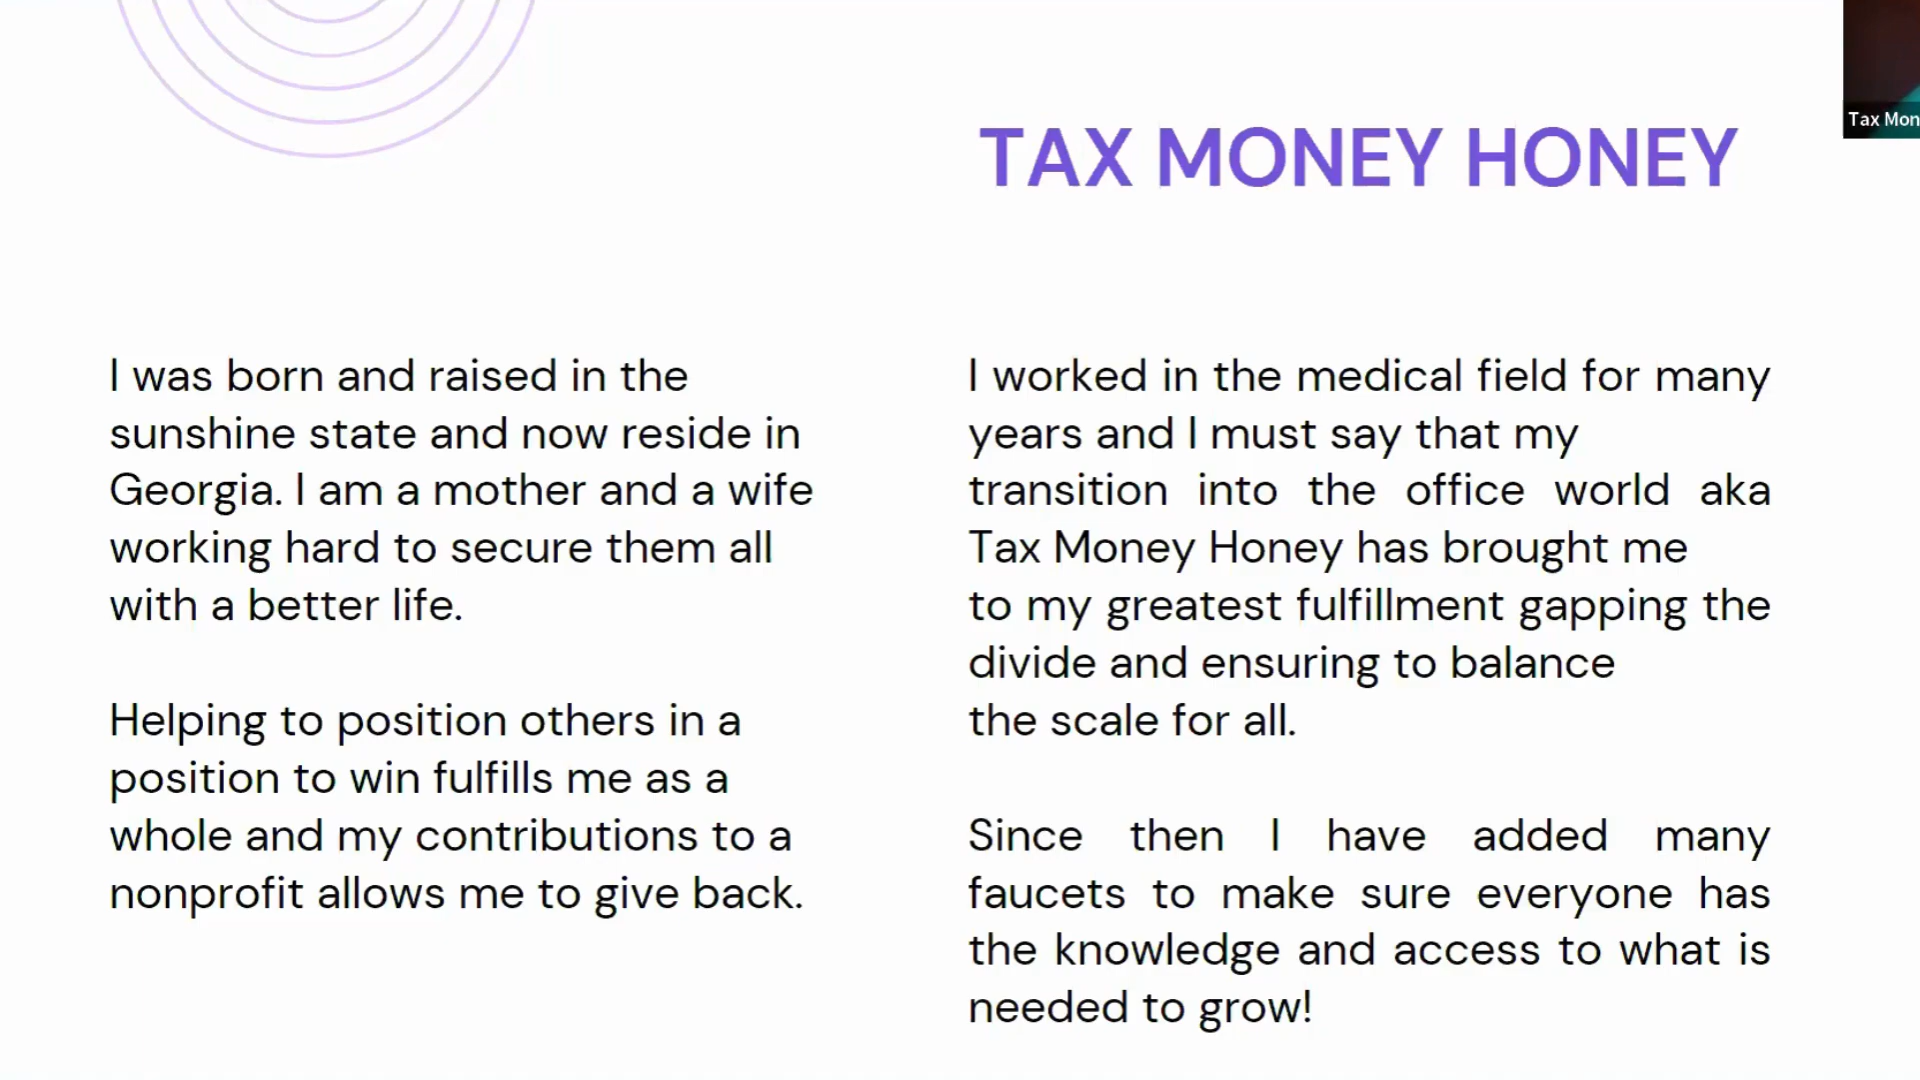 TAX MONEY HONEY
Tax Mon
I was born and raised in the
sunshine state and now reside in
Georgia. I am a mother and a wife
working hard to secure them all
with a better life.
Helping to position others in a
position to win fulfills me as a
whole and my contributions to a
nonprofit allows me to give back.
I worked in the medical field for many
years and I must say that my
transition into the office world aka
Tax Money Honey has brought me
to my greatest fulfillment gapping the
divide and ensuring to balance
the scale for all.
Since then I have added many
faucets to make sure everyone has
the knowledge and access to what is
needed to grow!